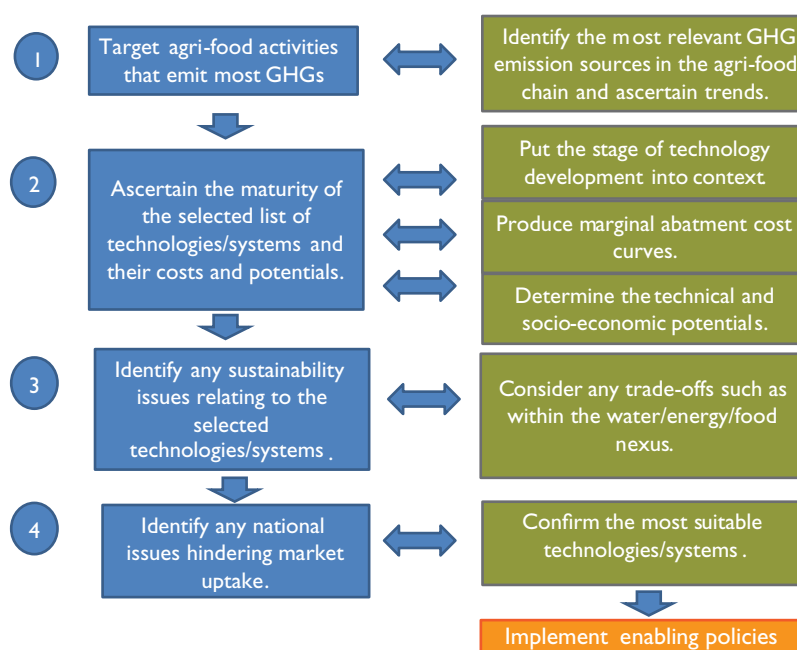 1
Target agri-food activities
that emit most GHGs
Identify the most relevant GHG
emission sources in the agri-food
chain and ascertain trends.
2
Ascertain the maturity of
the selected list of
technologies/systems and
their costs and potentials.
Put the stage of technology
development into context
Produce marginal abatment cost
curves.
Determine the technical and
socio-economic potentials.
3
Identify any sustainability
issues relating to the
selected
technologies/systems .
Consider any trade-offs such as
within the water/energy/food
nexus.
4
Identify any national
issues hindering market
uptake.
Confirm the most suitable
technologies/systems .
Implement enabling policies